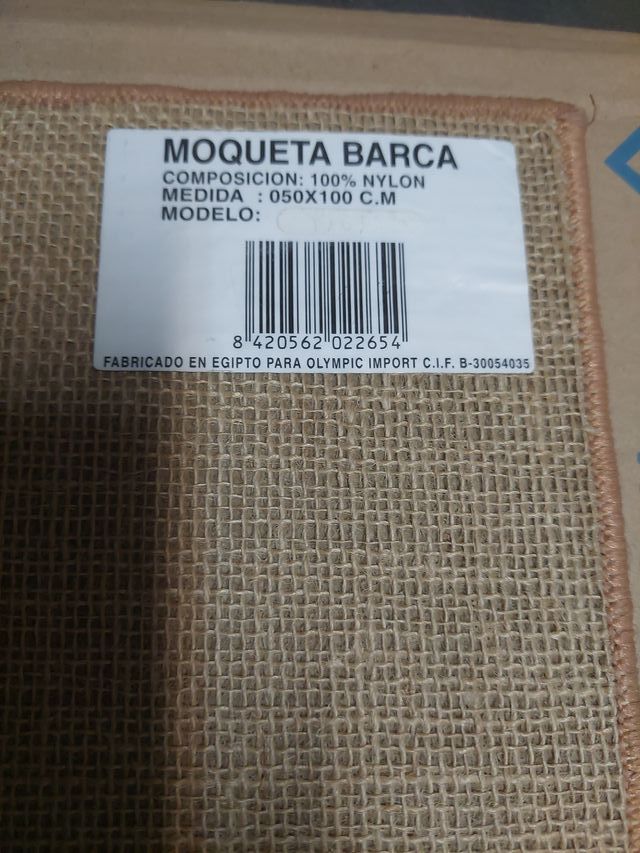 MOQUETA BARCA
COMPOSICION: 100% NYLON
MEDIDA : 050X100 C.M
MODELO:
8 420562 022654
FABRICADO EN EGIPTO PARA OLYMPIC IMPORT C.I.F. B-30054035